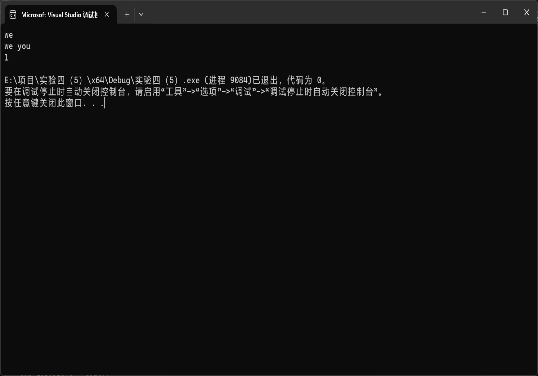 Microsoft Visual Studio 调试控
we
we you
1
E:\项目\实验四 (5) \x64\Debug\实验四 (5) .exe (进程 9084)已退出，代码为 0。
要在调试停止时自动关闭控制台，请启用“工具”->“选项”->“调试”->“调试停止时自动关闭控制台”。
按任意键关闭此窗口. . .